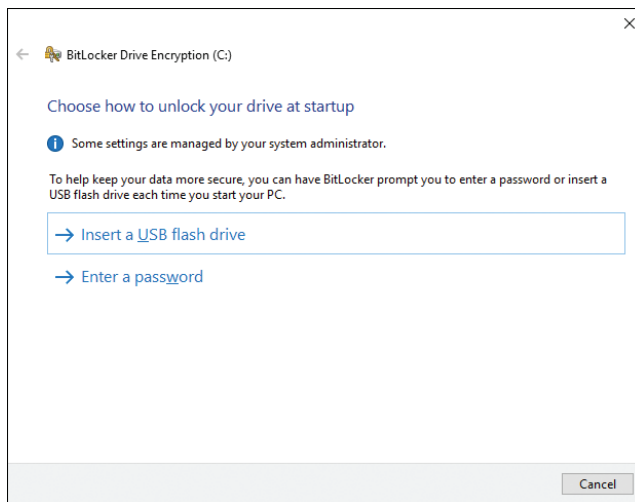 BitLocker Drive Encryption (C:)
Choose how to unlock your drive at startup
Some settings are managed by your system administrator.
To help keep your data more secure, you can have BitLocker prompt you to enter a password or insert a
USB flash drive each time you start your PC.
Insert a USB flash drive
Enter a password
Cancel